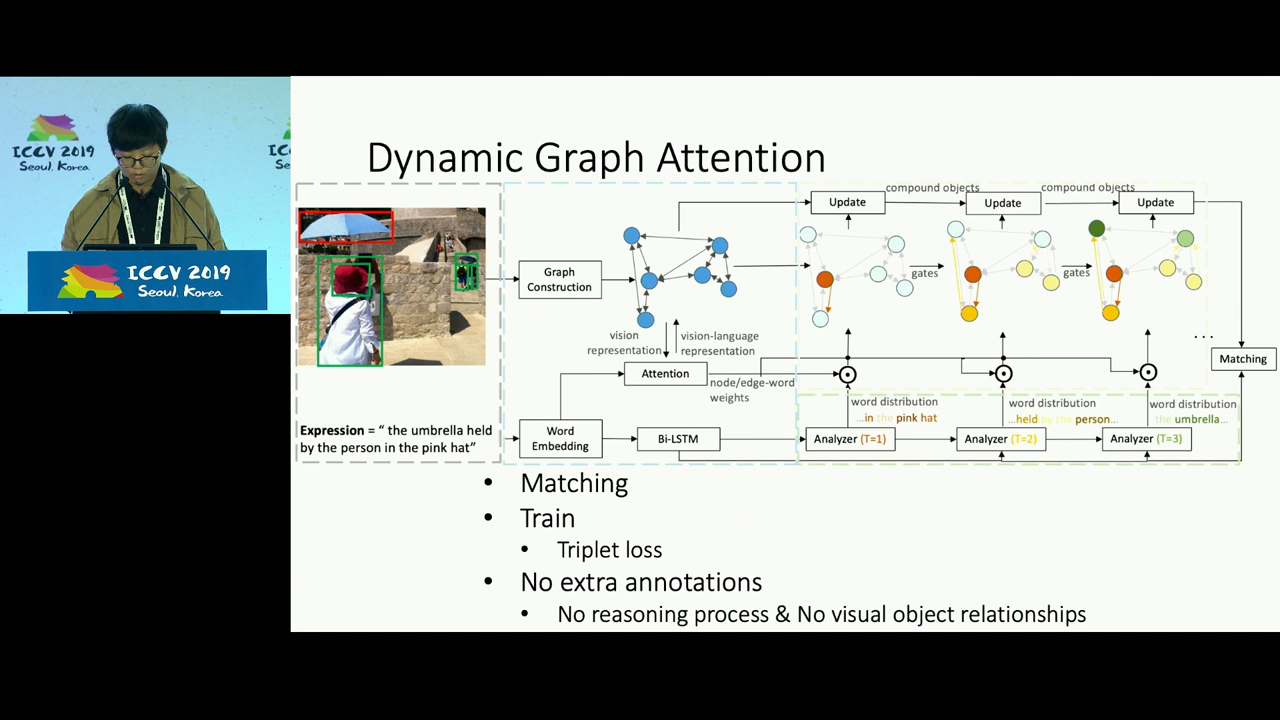 ICCV 2019
Seoul, Korea
ICCV 2019
Seoul, Korea
Dynamic Graph Attention
compound objects
compound objects
Update
Update
Update
Graph
Construction
gates
gates
vision
representation
vision-language
representation
Attention
node/edge-word
weights
...
Matching
word distribution
...in the pink hat
word distribution
...held by the person...
word distribution
the umbrella...
Expression = “ the umbrella held
by the person in the pink hat”
Word
Embedding
Bi-LSTM
Analyzer (T=1)
Analyzer (T=2)
Analyzer (T=3)
• Matching
• Train
• Triplet loss
• No extra annotations
• No reasoning process & No visual object relationships